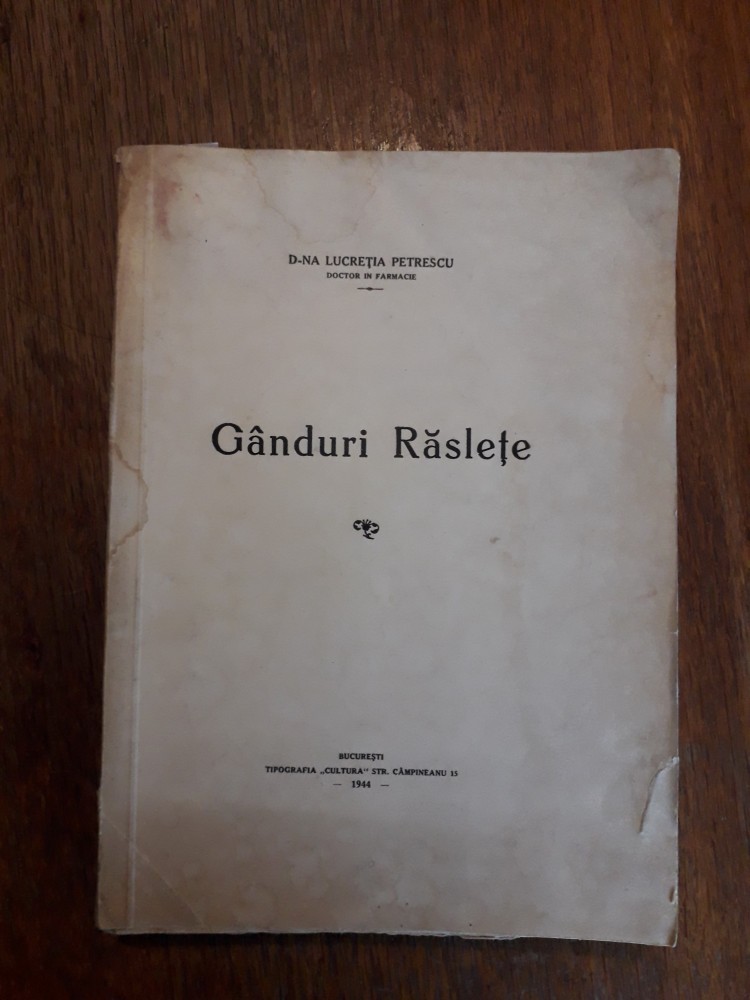 D-NA LUCREȚIA PETRESCU
DOCTOR IN FARMACIE
Gânduri Răslețe
BUCUREȘTI
TIPOGRAFIA „CULTURA" STR. CÂMPINEANU 15
— 1944 —